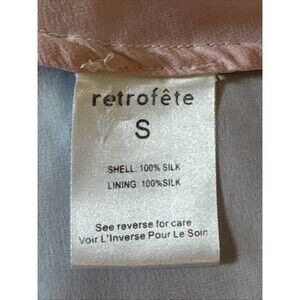 retrofête
S
SHELL: 100% SILK
LINING: 100%SILK
See reverse for care
Voir L'Inverse Pour Le Soin